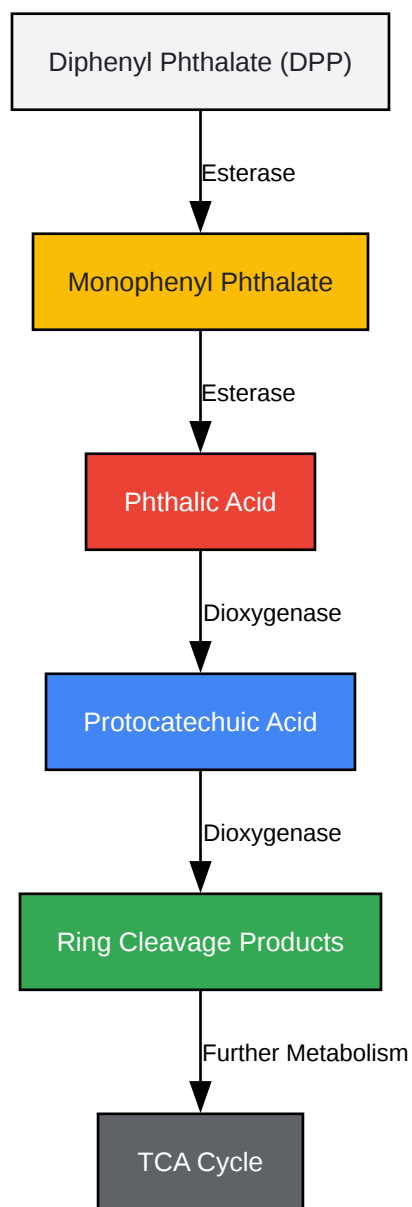 Diphenyl Phthalate (DPP)
Esterase
Monophenyl Phthalate
Esterase
Phthalic Acid
Dioxygenase
Protocatechuic Acid
Dioxygenase
Ring Cleavage Products
Further Metabolism
TCA Cycle